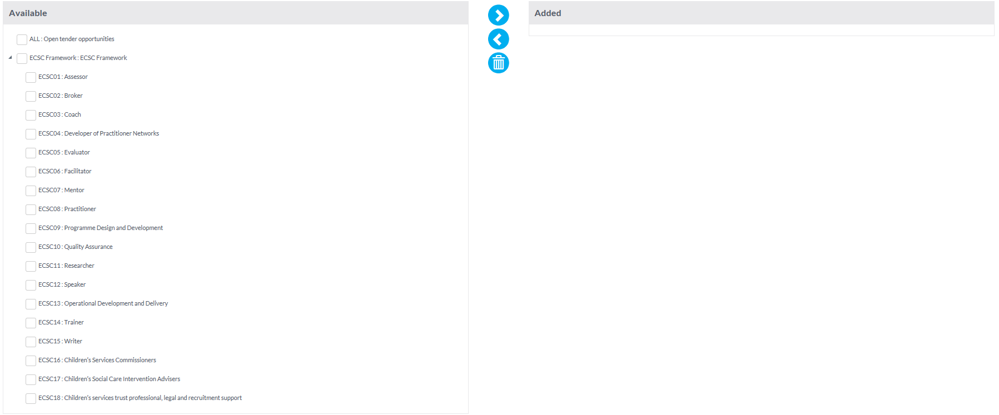 Available
Added
ALL : Open tender opportunities
ECSC Framework : ECSC Framework
ECSC01 : Assessor
ECSC02 : Broker
ECSC03 : Coach
ECSC04 : Developer of Practitioner Networks
ECSC05 : Evaluator
ECSC06 : Facilitator
ECSC07 : Mentor
ECSC08 : Practitioner
ECSC09 : Programme Design and Development
ECSC10 : Quality Assurance
ECSC11 : Researcher
ECSC12 : Speaker
ECSC13 : Operational Development and Delivery
ECSC14 : Trainer
ECSC15 : Writer
ECSC16 : Children's Services Commissioners
ECSC17 : Children's Social Care Intervention Advisers
ECSC18 : Children's services trust professional, legal and recruitment support